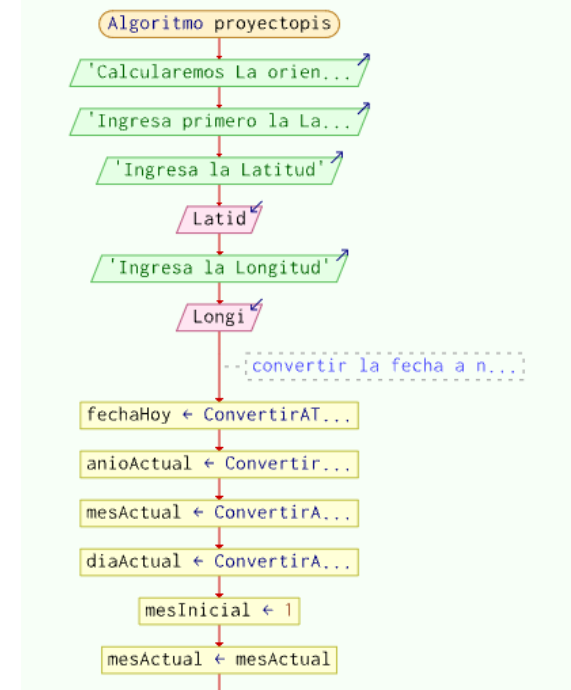 Algoritmo proyectopis
'Calcularemos La orien...
'Ingresa primero la La...
'Ingresa la Latitud'
Latid
'Ingresa la Longitud'
Longi
convertir la fecha a n...
fechaHoy ← ConvertirAT...
anioActual ← Convertir...
mesActual ← ConvertirA...
diaActual ← ConvertirA...
mesInicial ← 1
mesActual ← mesActual